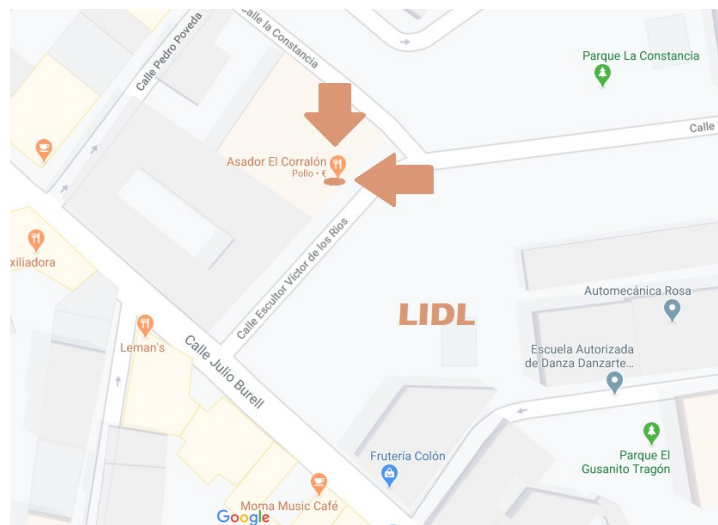 Calle la Constancia
Calle Pedro Poveda
Parque La Constancia
Calle
Asador El Corralón
Pollo • €
xiliadora
Calle Escultor Víctor de los Ríos
LIDL
Automecánica Rosa
Leman's
Calle Julio Burell
Escuela Autorizada
de Danza Danzarte...
Frutería Colón
Parque El
Gusanito Tragón
Moma Music Café
Google